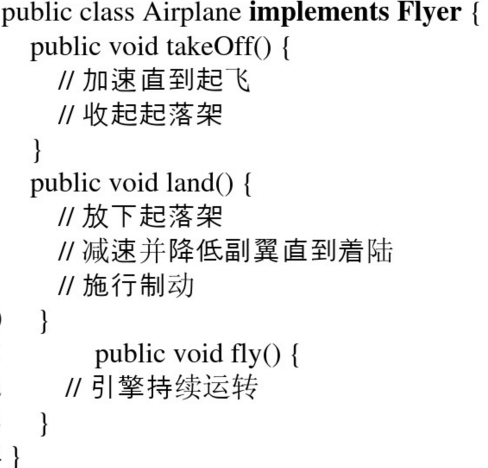 public class Airplane implements Flyer {
public void takeOff() {
// 加速直到起飞
// 收起起落架
}
public void land() {
// 放下起落架
// 减速并降低副翼直到着陆
// 施行制动
}
public void fly() {
// 引擎持续运转
}
}